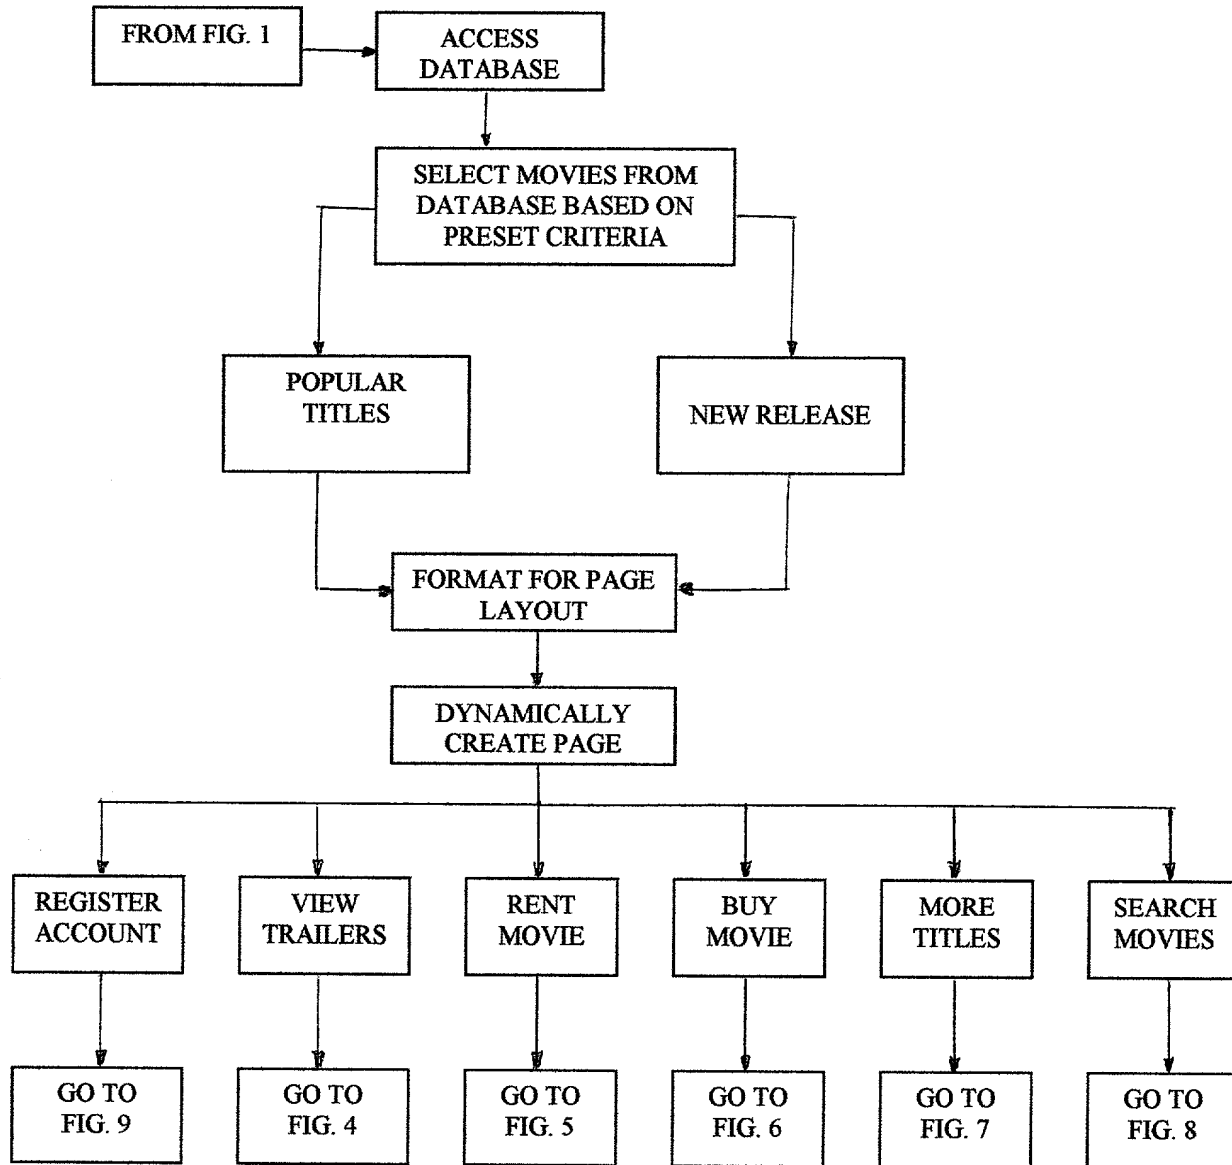 FROM FIG. 1
ACCESS
DATABASE
SELECT MOVIES FROM
DATABASE BASED ON
PRESET CRITERIA
POPULAR
TITLES
NEW RELEASE
FORMAT FOR PAGE
LAYOUT
DYNAMICALLY
CREATE PAGE
REGISTER
ACCOUNT
VIEW
TRAILERS
RENT
MOVIE
BUY
MOVIE
MORE
TITLES
SEARCH
MOVIES
GO TO
FIG. 9
GO TO
FIG. 4
GO TO
FIG. 5
GO TO
FIG. 6
GO TO
FIG. 7
GO TO
FIG. 8